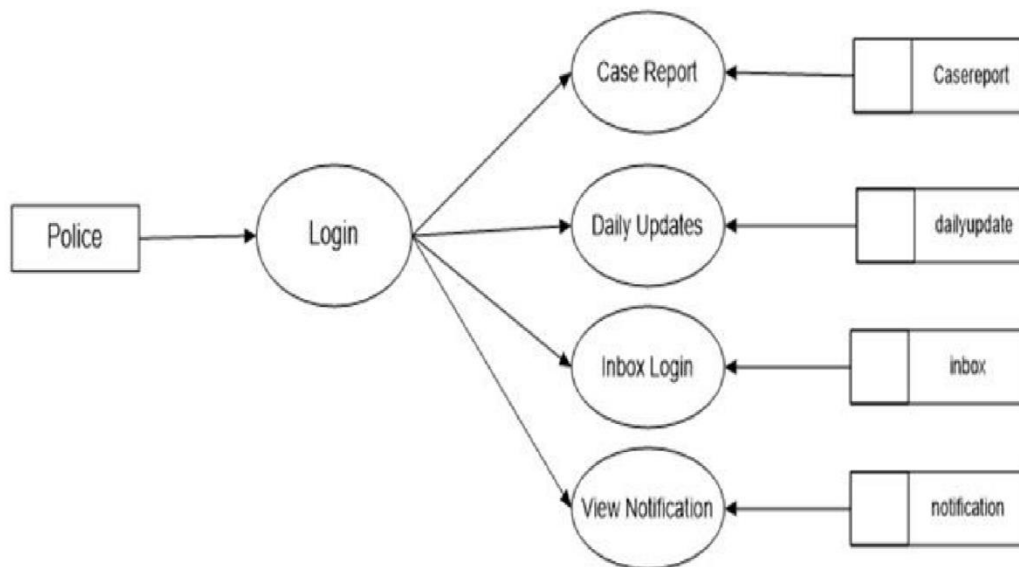 Case Report
Casereport
Police
Login
Daily Updates
dailyupdate
Inbox Login
inbox
View Notification
notification